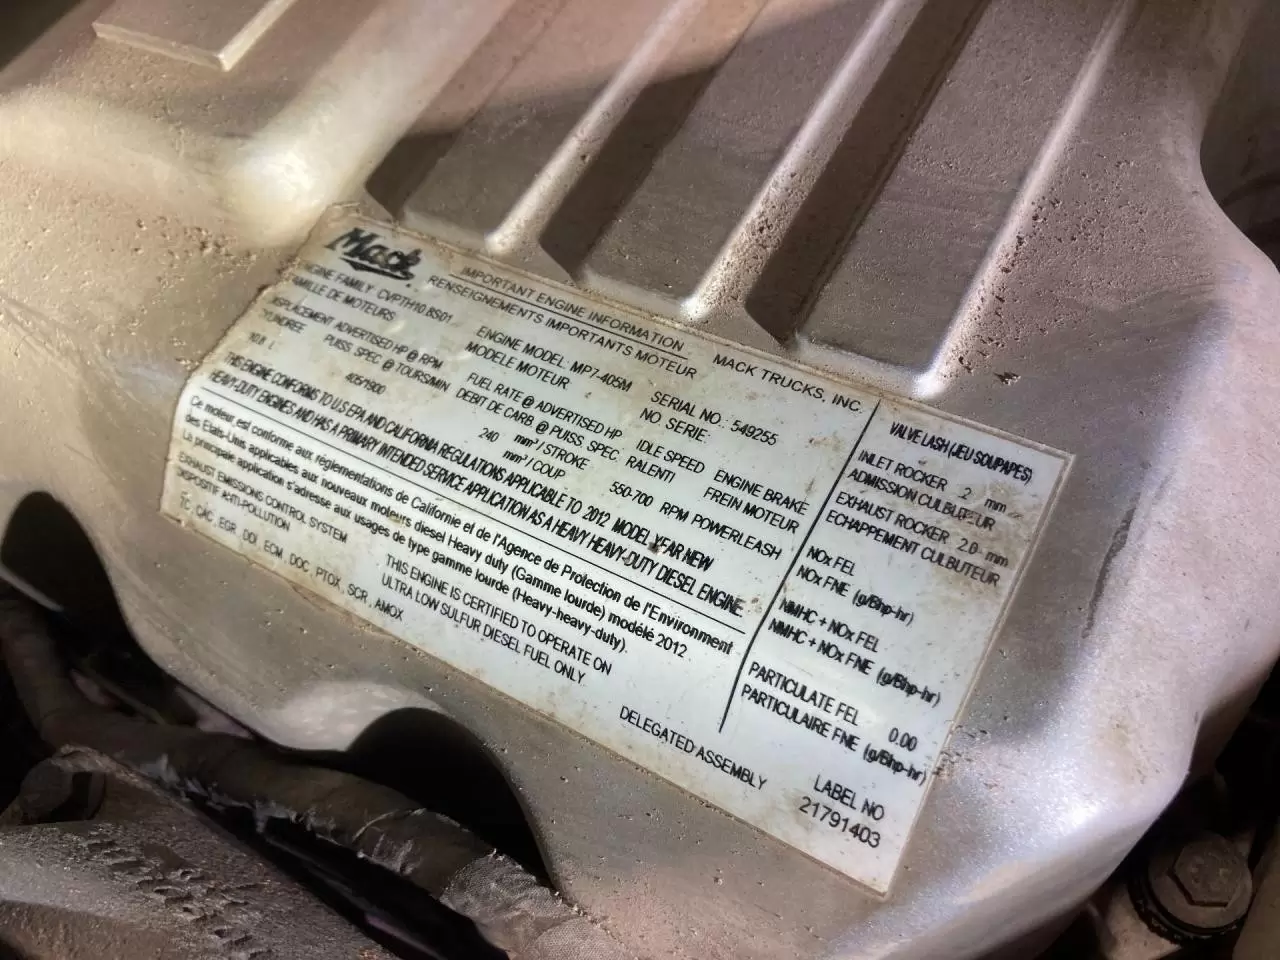 Mack
IMPORTANT ENGINE INFORMATION
RENSEIGNEMENTS IMPORTANTS MOTEUR
MACK TRUCKS, INC.
ENGINE FAMILY CVPTH10.8S01
FAMILLE DE MOTEURS
ENGINE MODEL: MP7-405M
MODELE MOTEUR
SERIAL NO : 549255
NO SERIE:
DISPLACEMENT
CYLINDREE
10.8 L
ADVERTISED HP @ RPM
PUISS SPEC @ TOURS/MIN
405/1900
FUEL RATE @ ADVERTISED HP
DEBIT DE CARB @ PUISS SPEC
240 mm³ / STROKE
mm³ / COUP
IDLE SPEED
RALENTI
550-700 RPM
ENGINE BRAKE
FREIN MOTEUR
POWERLEASH
THIS ENGINE CONFORMS TO U.S EPA AND CALIFORNIA REGULATIONS APPLICABLE TO 2012 MODEL YEAR NEW
HEAVY-DUTY ENGINES AND HAS A PRIMARY INTENDED SERVICE APPLICATION AS A HEAVY HEAVY-DUTY DIESEL ENGINE.
Ce moteur est conforme aux réglementations de Californie et de l'Agence de Protection de l'Environment
des Etats-Unis applicables aux nouveaux moteurs diesel Heavy duty (Gamme lourde) modélé 2012
La principale application s'adresse aux usages de type gamme lourde (Heavy-heavy-duty).
EXHAUST EMISSIONS CONTROL SYSTEM
DISPOSITIF ANTI-POLLUTION
TC, CAC, EGR, DDI, ECM, DOC, PTOX, SCR, AMOX
THIS ENGINE IS CERTIFIED TO OPERATE ON
ULTRA LOW SULFUR DIESEL FUEL ONLY.
DELEGATED ASSEMBLY
VALVE LASH (JEU SOUPAPES)
INLET ROCKER .2 mm
ADMISSION CULBUTEUR
EXHAUST ROCKER 2.0 mm
ECHAPPEMENT CULBUTEUR
NOx FEL
NOx FNE (g/Bhp-hr)
NMHC + NOx FEL
NMHC + NOx FNE (g/Bhp-hr)
PARTICULATE FEL 0.00
PARTICULAIRE FNE (g/Bhp-hr)
LABEL NO
21791403